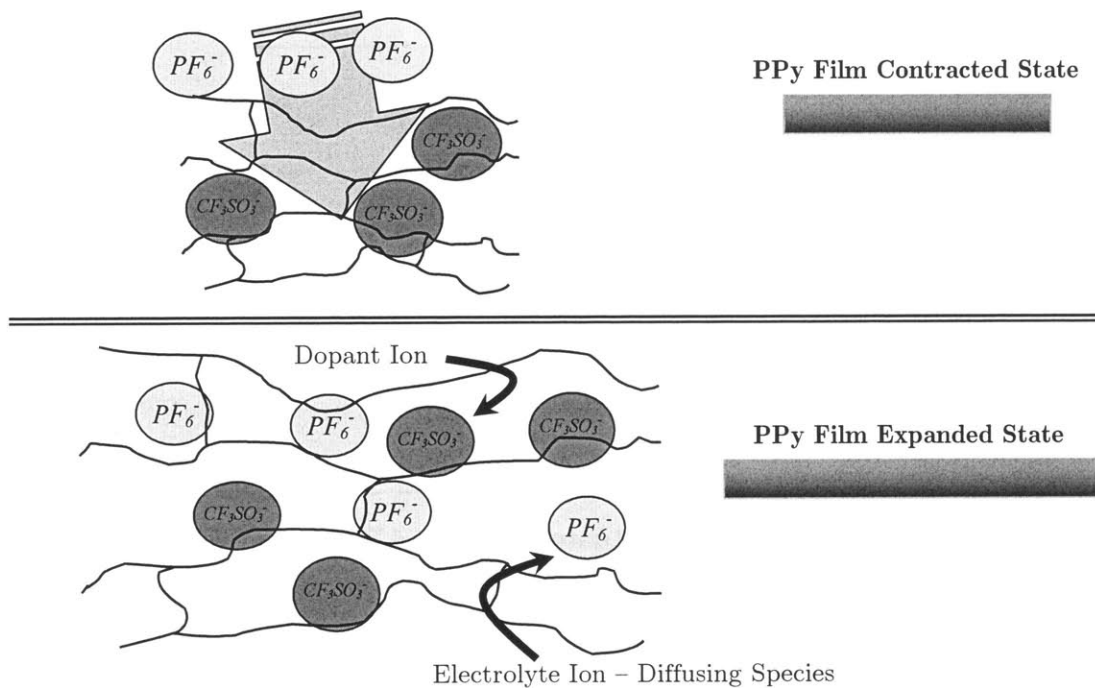 PF₆⁻ PF₆⁻ PF₆⁻
PPy Film Contracted State
CF₃SO₃⁻
CF₃SO₃⁻ CF₃SO₃⁻
Dopant Ion
PF₆⁻ PF₆⁻ CF₃SO₃⁻ CF₃SO₃⁻
PPy Film Expanded State
CF₃SO₃⁻ PF₆⁻ PF₆⁻
CF₃SO₃⁻
Electrolyte Ion – Diffusing Species